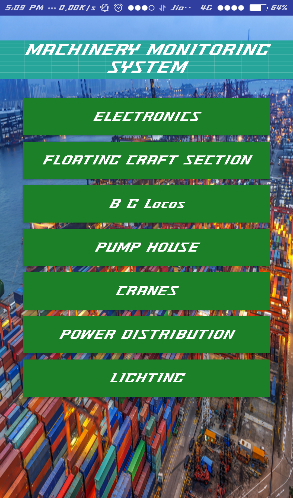 5:09 PM ... 0,00K/s Jio·· 4G 64%
MACHINERY MONITORING
SYSTEM
ELECTRONICS
FLOATING CRAFT SECTION
B G Locos
PUMP HOUSE
CRANES
POWER DISTRIBUTION
LIGHTING